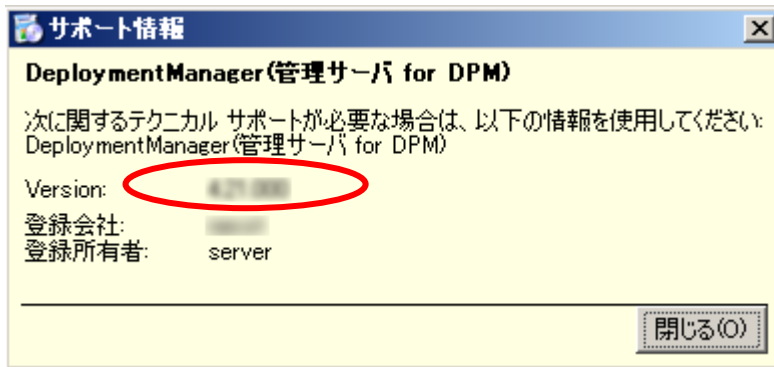 サポート情報
DeploymentManager(管理サーバ for DPM)
次に関するテクニカル サポートが必要な場合は、以下の情報を使用してください:
DeploymentManager(管理サーバ for DPM)
Version:
登録会社:
登録所有者: server
閉じる(O)